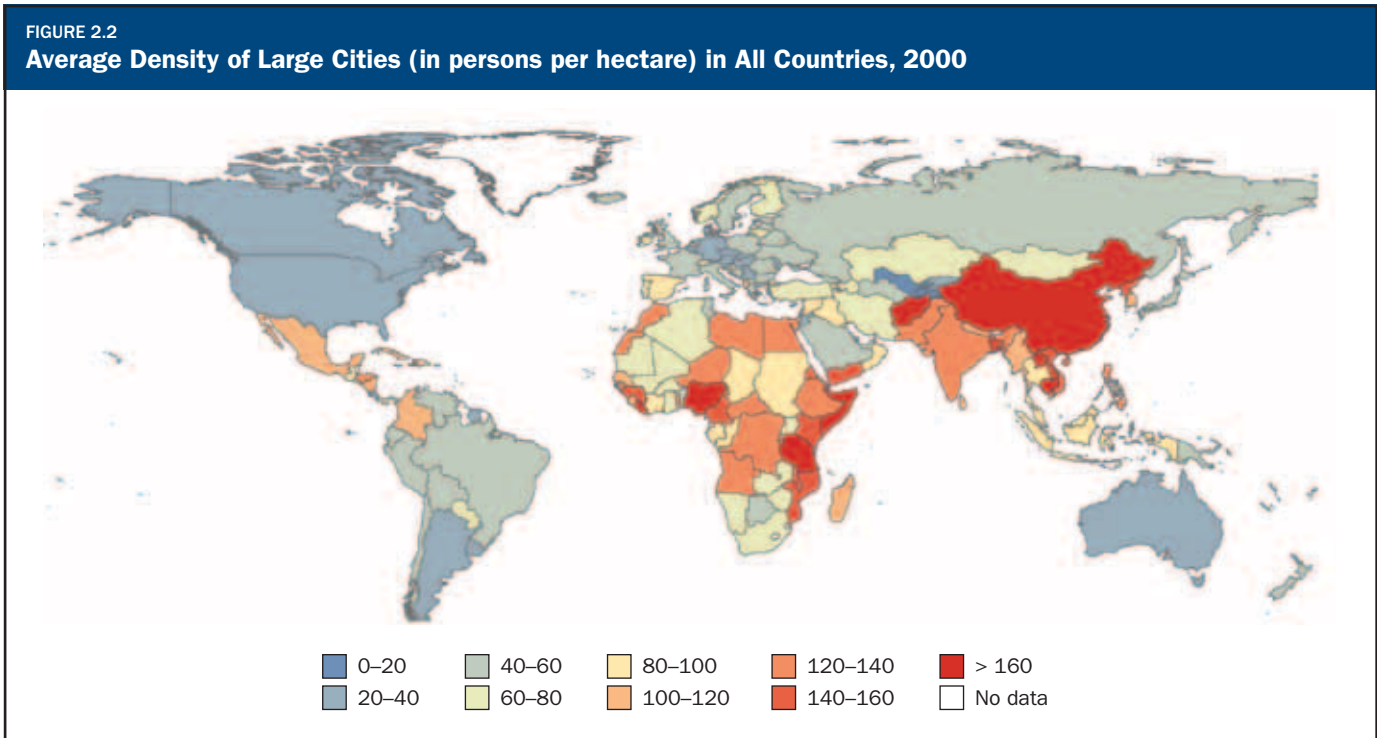 FIGURE 2.2
Average Density of Large Cities (in persons per hectare) in All Countries, 2000
0–20 40–60 80–100 120–140 > 160
20–40 60–80 100–120 140–160 No data